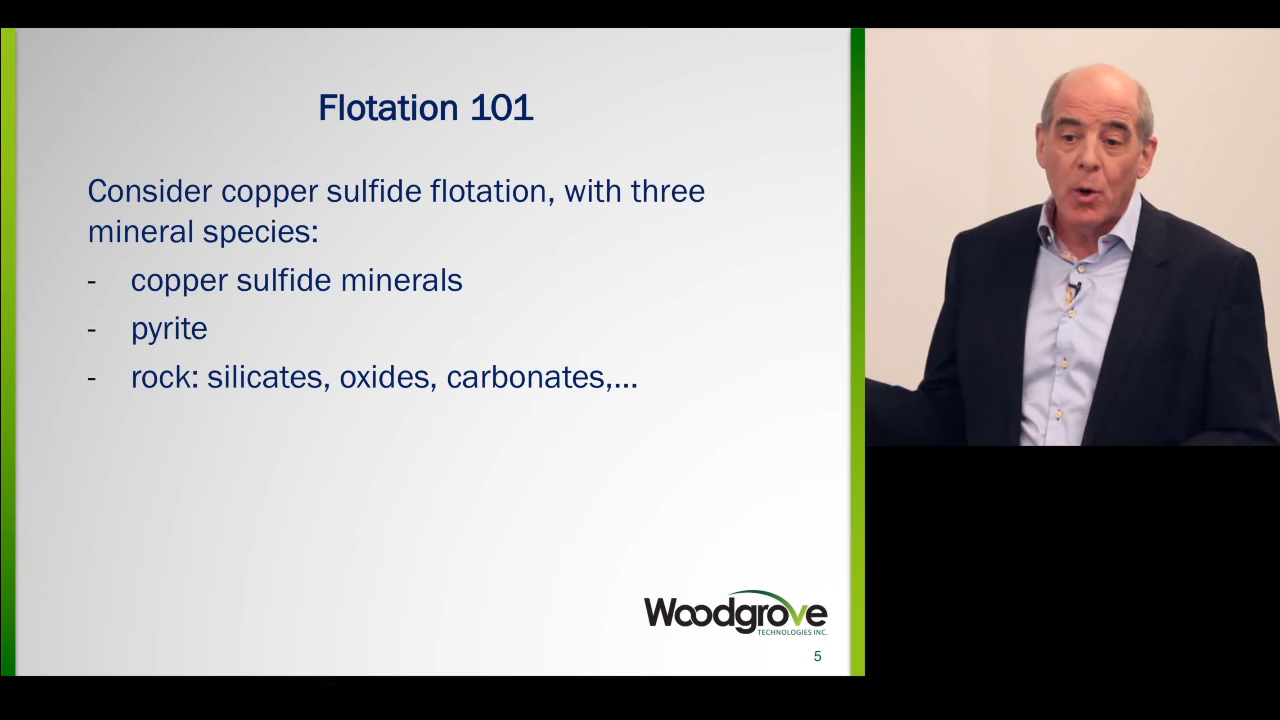 Flotation 101
Consider copper sulfide flotation, with three
mineral species:
- copper sulfide minerals
- pyrite
- rock: silicates, oxides, carbonates,...
Woodgrove
TECHNOLOGIES INC.
5